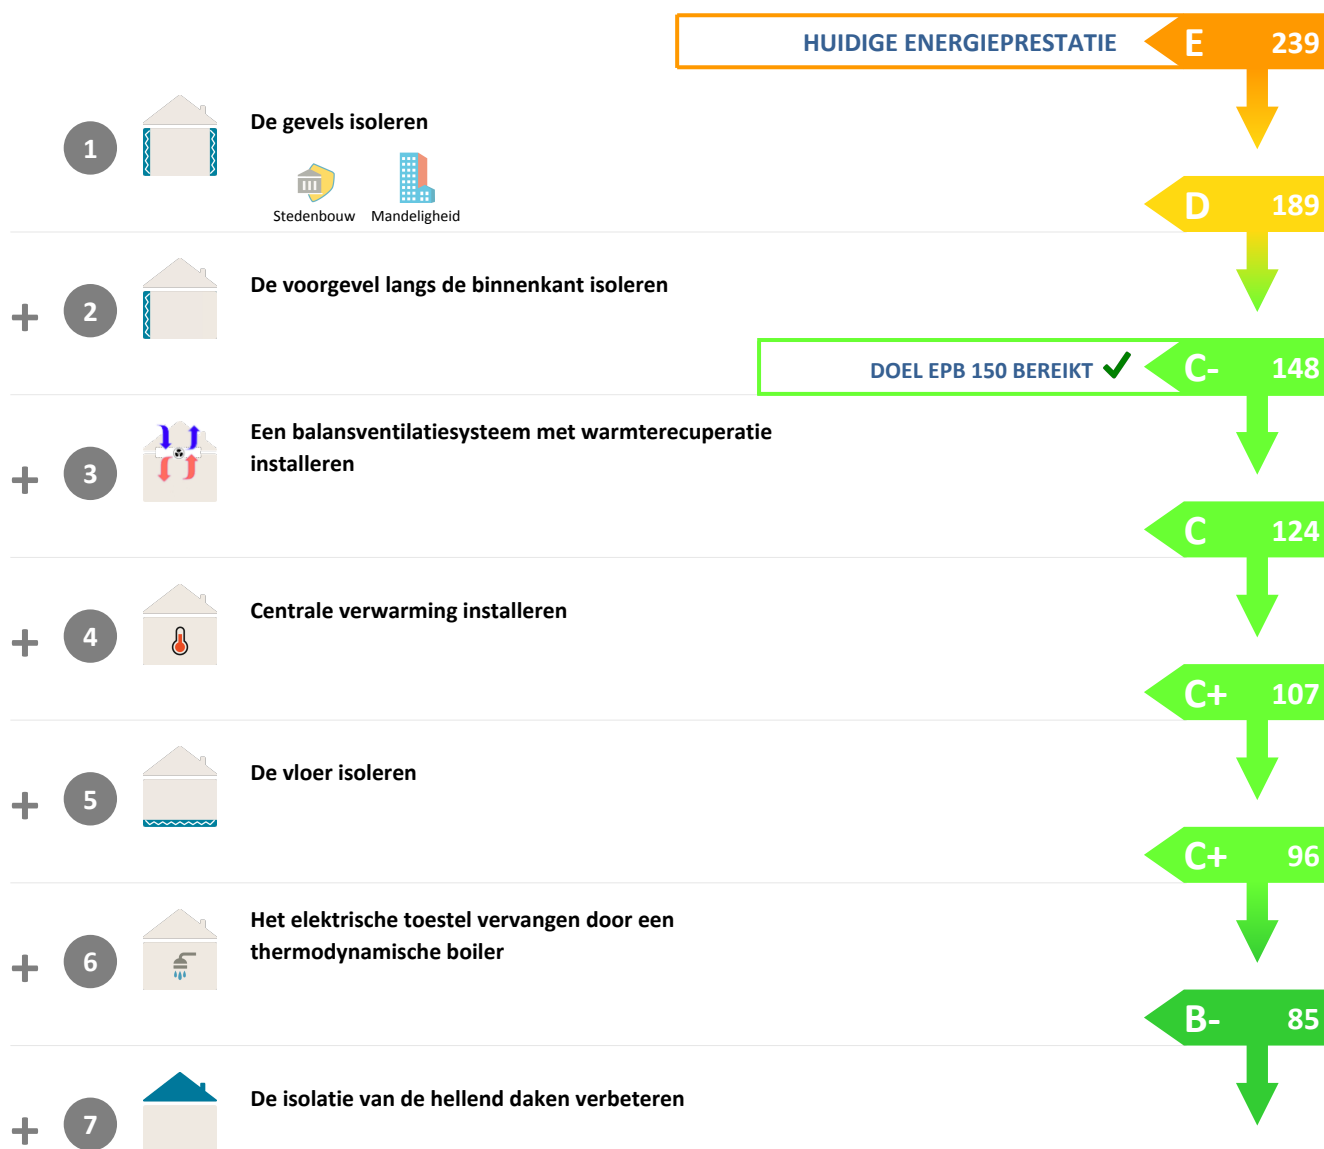 HUIDIGE ENERGIEPRESTATIE E 239
1 De gevels isoleren
Stedenbouw Mandeligheid
D 189
+ 2 De voorgevel langs de binnenkant isoleren
DOEL EPB 150 BEREIKT C- 148
+ 3 Een balansventilatiesysteem met warmterecuperatie
installeren
C 124
+ 4 Centrale verwarming installeren
C+ 107
+ 5 De vloer isoleren
C+ 96
+ 6 Het elektrische toestel vervangen door een
thermodynamische boiler
B- 85
+ 7 De isolatie van de hellend daken verbeteren